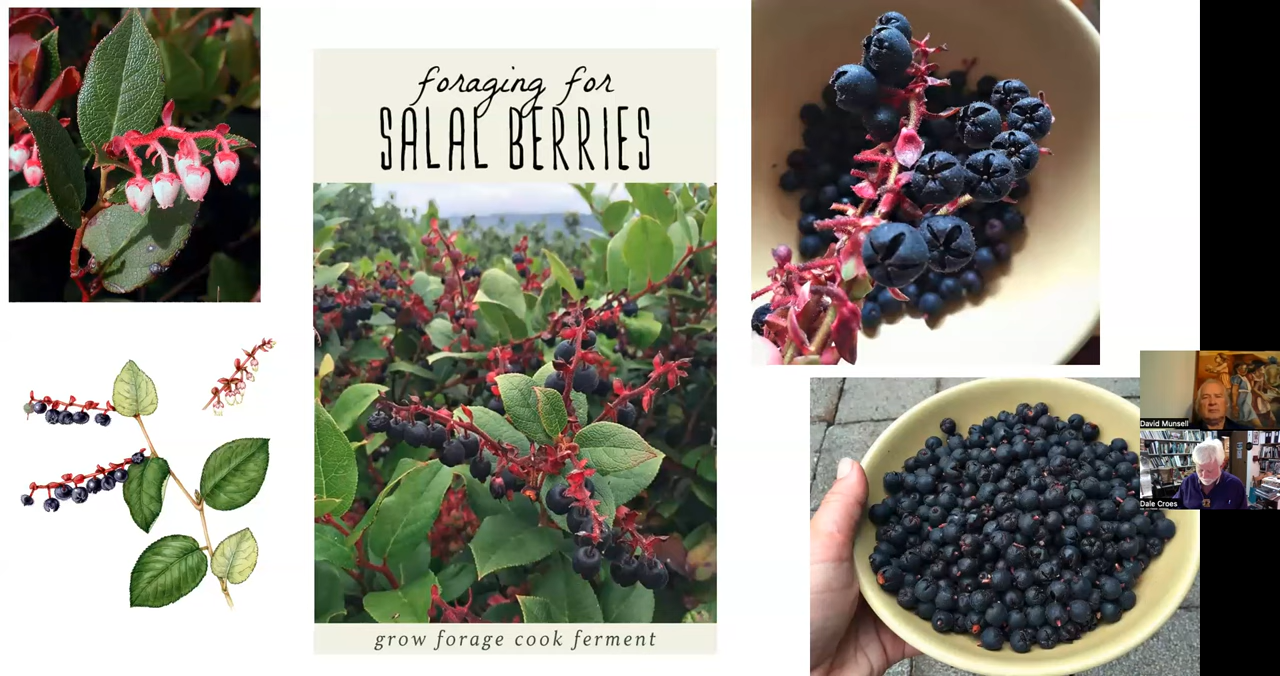 foraging for
SALAL BERRIES
grow forage cook ferment
David Munsell
Dale Croes